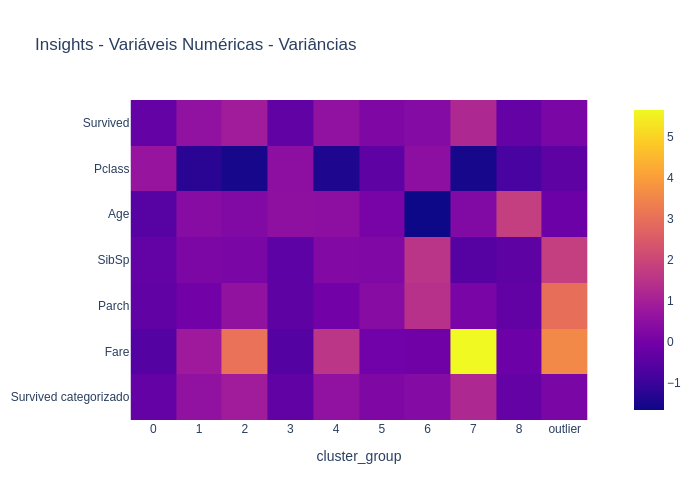 Insights - Variáveis Numéricas - Variâncias
Survived
Pclass
Age
SibSp
Parch
Fare
Survived categorizado
0 1 2 3 4 5 6 7 8 outlier
cluster_group
5
4
3
2
1
0
−1